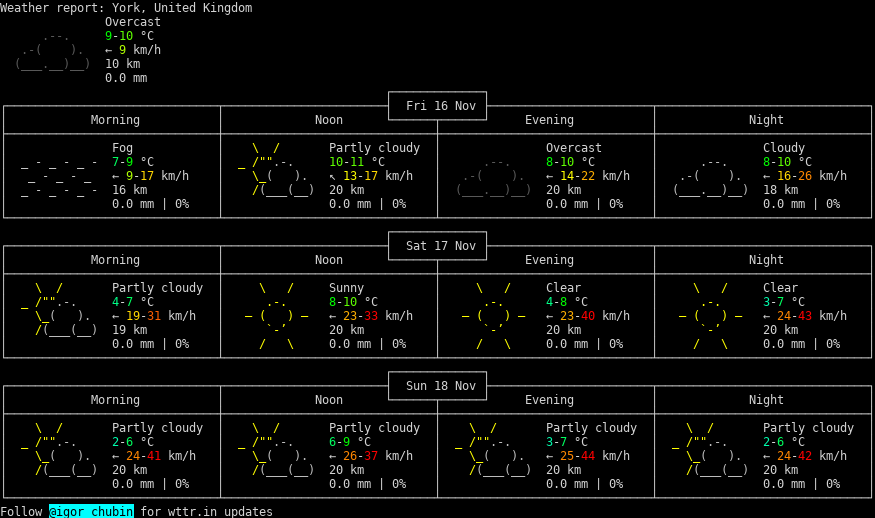 Weather report: York, United Kingdom
Overcast
9-10 °C
← 9 km/h
10 km
0.0 mm
Fri 16 Nov
Morning Noon Evening Night
Fog Partly cloudy Overcast Cloudy
7-9 °C 10-11 °C 8-10 °C 8-10 °C
← 9-17 km/h ↖ 13-17 km/h ← 14-22 km/h ← 16-26 km/h
16 km 20 km 20 km 18 km
0.0 mm | 0% 0.0 mm | 0% 0.0 mm | 0% 0.0 mm | 0%
Sat 17 Nov
Morning Noon Evening Night
Partly cloudy Sunny Clear Clear
4-7 °C 8-10 °C 4-8 °C 3-7 °C
← 19-31 km/h ← 23-33 km/h ← 23-40 km/h ← 24-43 km/h
19 km 20 km 20 km 20 km
0.0 mm | 0% 0.0 mm | 0% 0.0 mm | 0% 0.0 mm | 0%
Sun 18 Nov
Morning Noon Evening Night
Partly cloudy Partly cloudy Partly cloudy Partly cloudy
2-6 °C 6-9 °C 3-7 °C 2-6 °C
← 24-41 km/h ← 26-37 km/h ← 25-44 km/h ← 24-42 km/h
20 km 20 km 20 km 20 km
0.0 mm | 0% 0.0 mm | 0% 0.0 mm | 0% 0.0 mm | 0%
Follow @igor_chubin for wttr.in updates